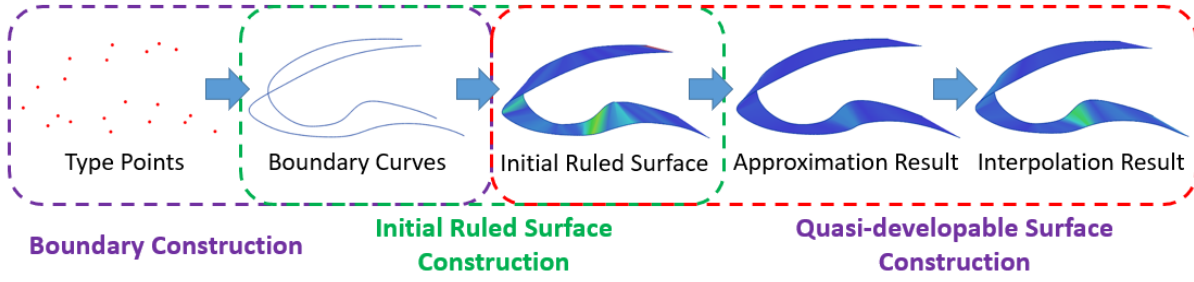 Type Points
Boundary Curves
Initial Ruled Surface
Approximation Result
Interpolation Result
Boundary Construction
Initial Ruled Surface
Construction
Quasi-developable Surface
Construction